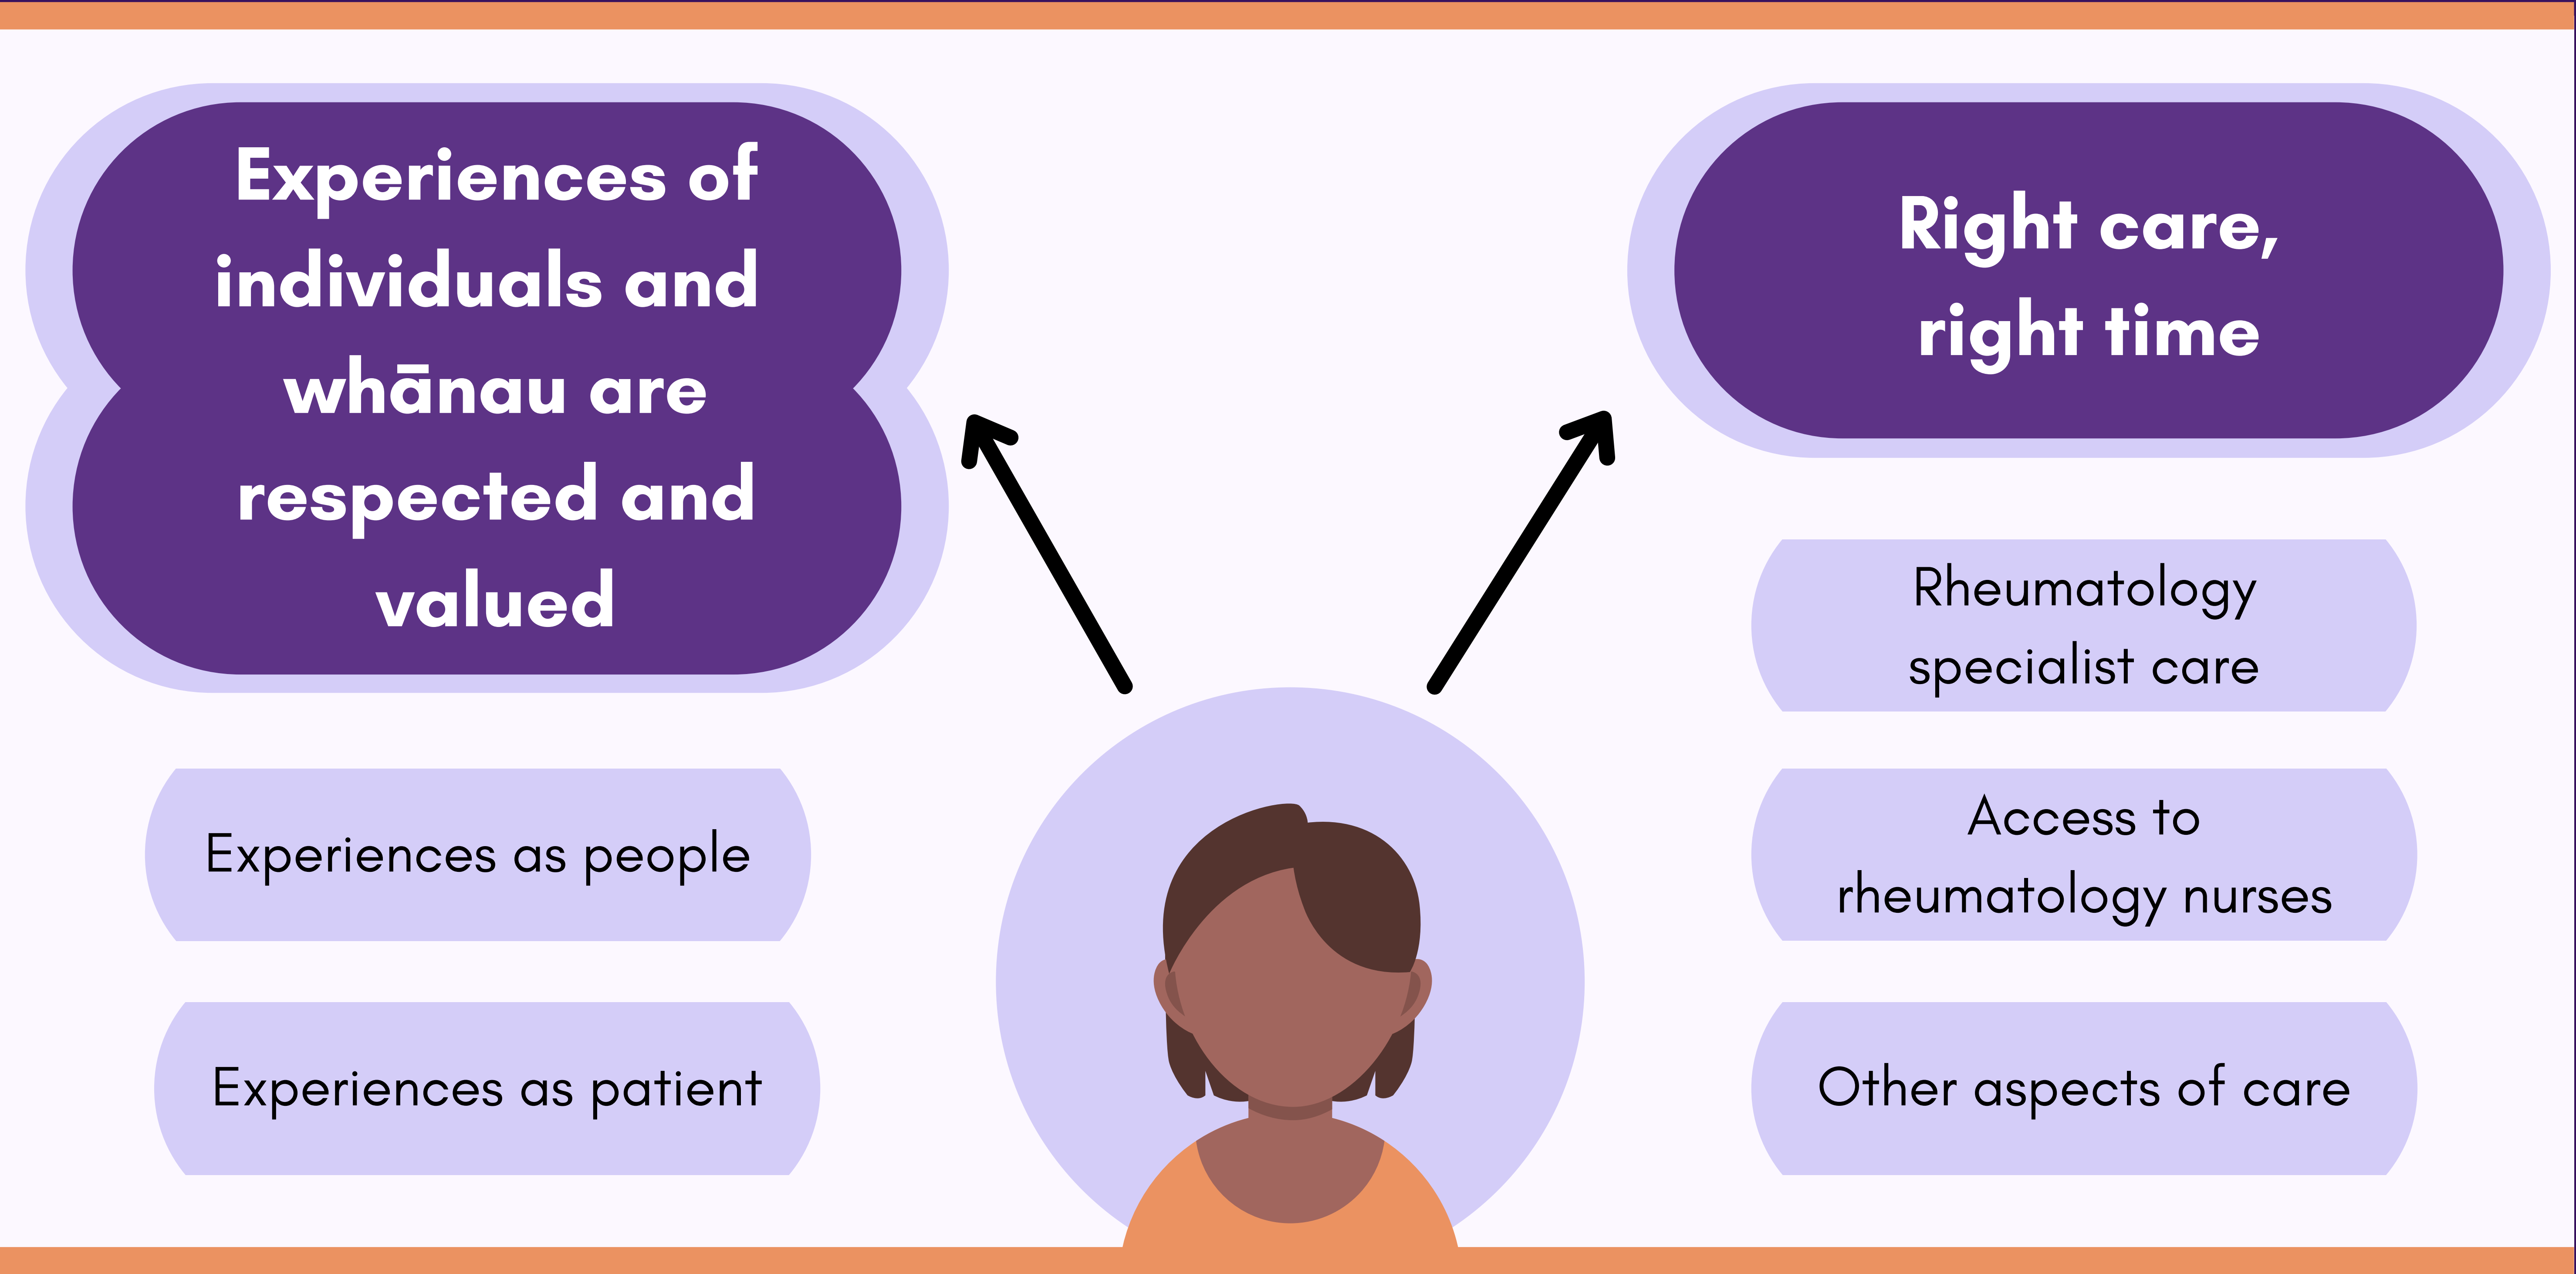 Experiences of
individuals and
whānau are
respected and
valued
Experiences as people
Experiences as patient
Right care,
right time
Rheumatology
specialist care
Access to
rheumatology nurses
Other aspects of care